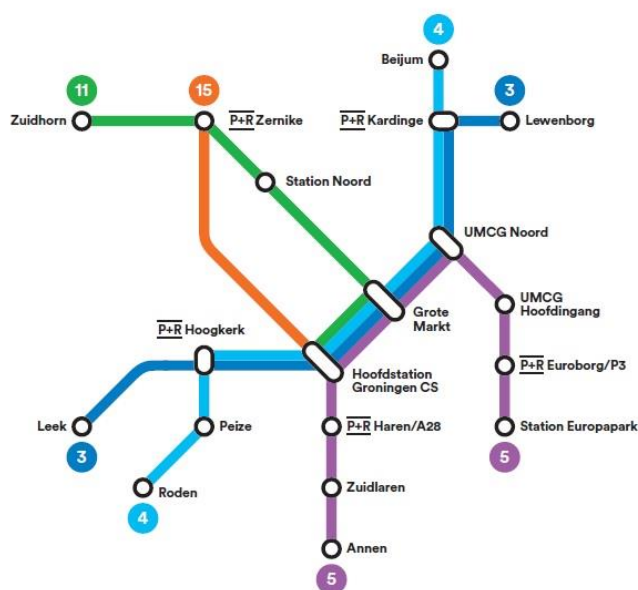 4
Beijum
11
15
3
Zuidhorn
P+R Zernike
P+R Kardinge
Lewenborg
Station Noord
UMCG Noord
UMCG
Hoofdingang
Grote
Markt
P+R Hoogkerk
P+R Euroborg/P3
Hoofdstation
Groningen CS
Leek
Peize
P+R Haren/A28
Station Europapark
3
5
Roden
Zuidlaren
4
Annen
5